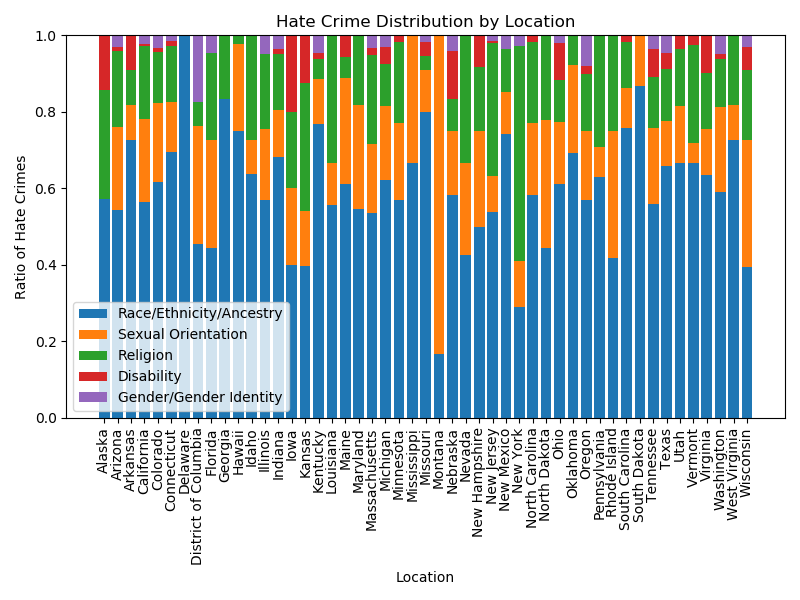 Hate Crime Distribution by Location
Ratio of Hate Crimes
1.0
0.8
0.6
0.4
0.2
0.0
Race/Ethnicity/Ancestry
Sexual Orientation
Religion
Disability
Gender/Gender Identity
Alaska
Arizona
Arkansas
California
Colorado
Connecticut
Delaware
District of Columbia
Florida
Georgia
Hawaii
Idaho
Illinois
Indiana
Iowa
Kansas
Kentucky
Louisiana
Maine
Maryland
Massachusetts
Michigan
Minnesota
Mississippi
Missouri
Montana
Nebraska
Nevada
New Hampshire
New Jersey
New Mexico
New York
North Carolina
North Dakota
Ohio
Oklahoma
Oregon
Pennsylvania
Rhode Island
South Carolina
South Dakota
Tennessee
Texas
Utah
Vermont
Virginia
Washington
West Virginia
Wisconsin
Location